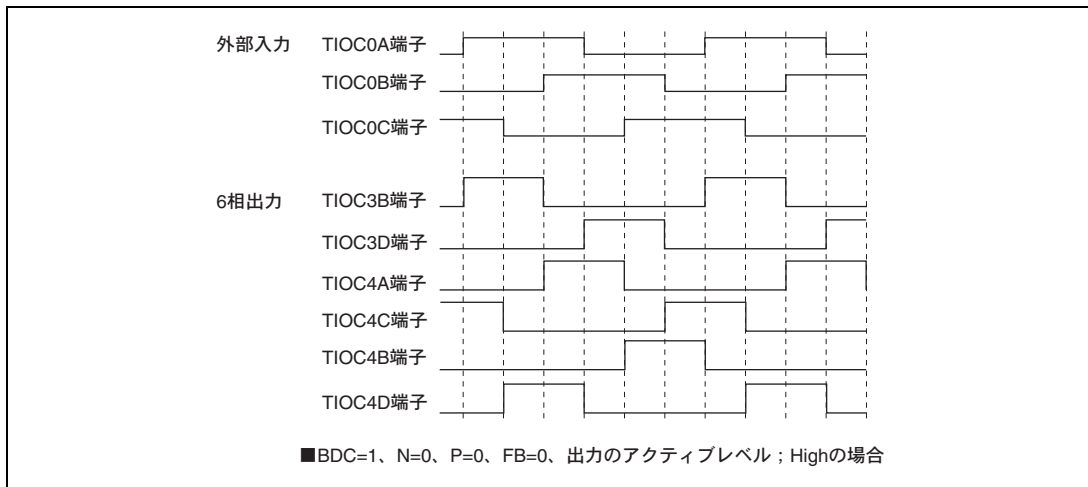 外部入力 TIOC0A端子
TIOC0B端子
TIOC0C端子
6相出力 TIOC3B端子
TIOC3D端子
TIOC4A端子
TIOC4C端子
TIOC4B端子
TIOC4D端子
■BDC=1、N=0、P=0、FB=0、出力のアクティブレベル；Highの場合